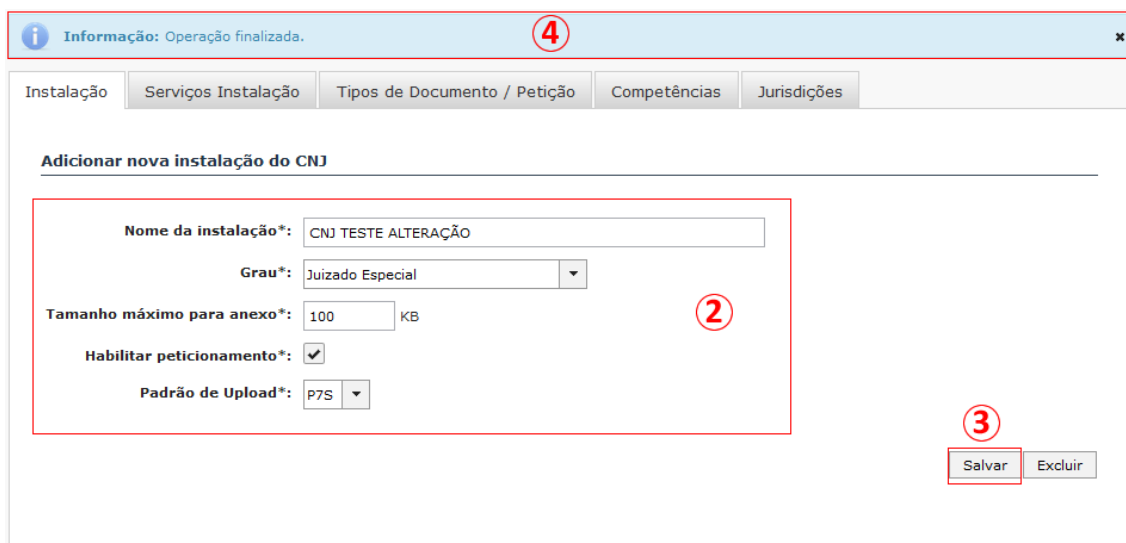 Informação: Operação finalizada. ④ ✖
Instalação Serviços Instalação Tipos de Documento / Petição Competências Jurisdições
Adicionar nova instalação do CNJ
Nome da instalação*: CNJ TESTE ALTERAÇÃO
Grau*: Juizado Especial
Tamanho máximo para anexo*: 100 KB ②
Habilitar peticionamento*: ✔
Padrão de Upload*: P7S
③
Salvar Excluir